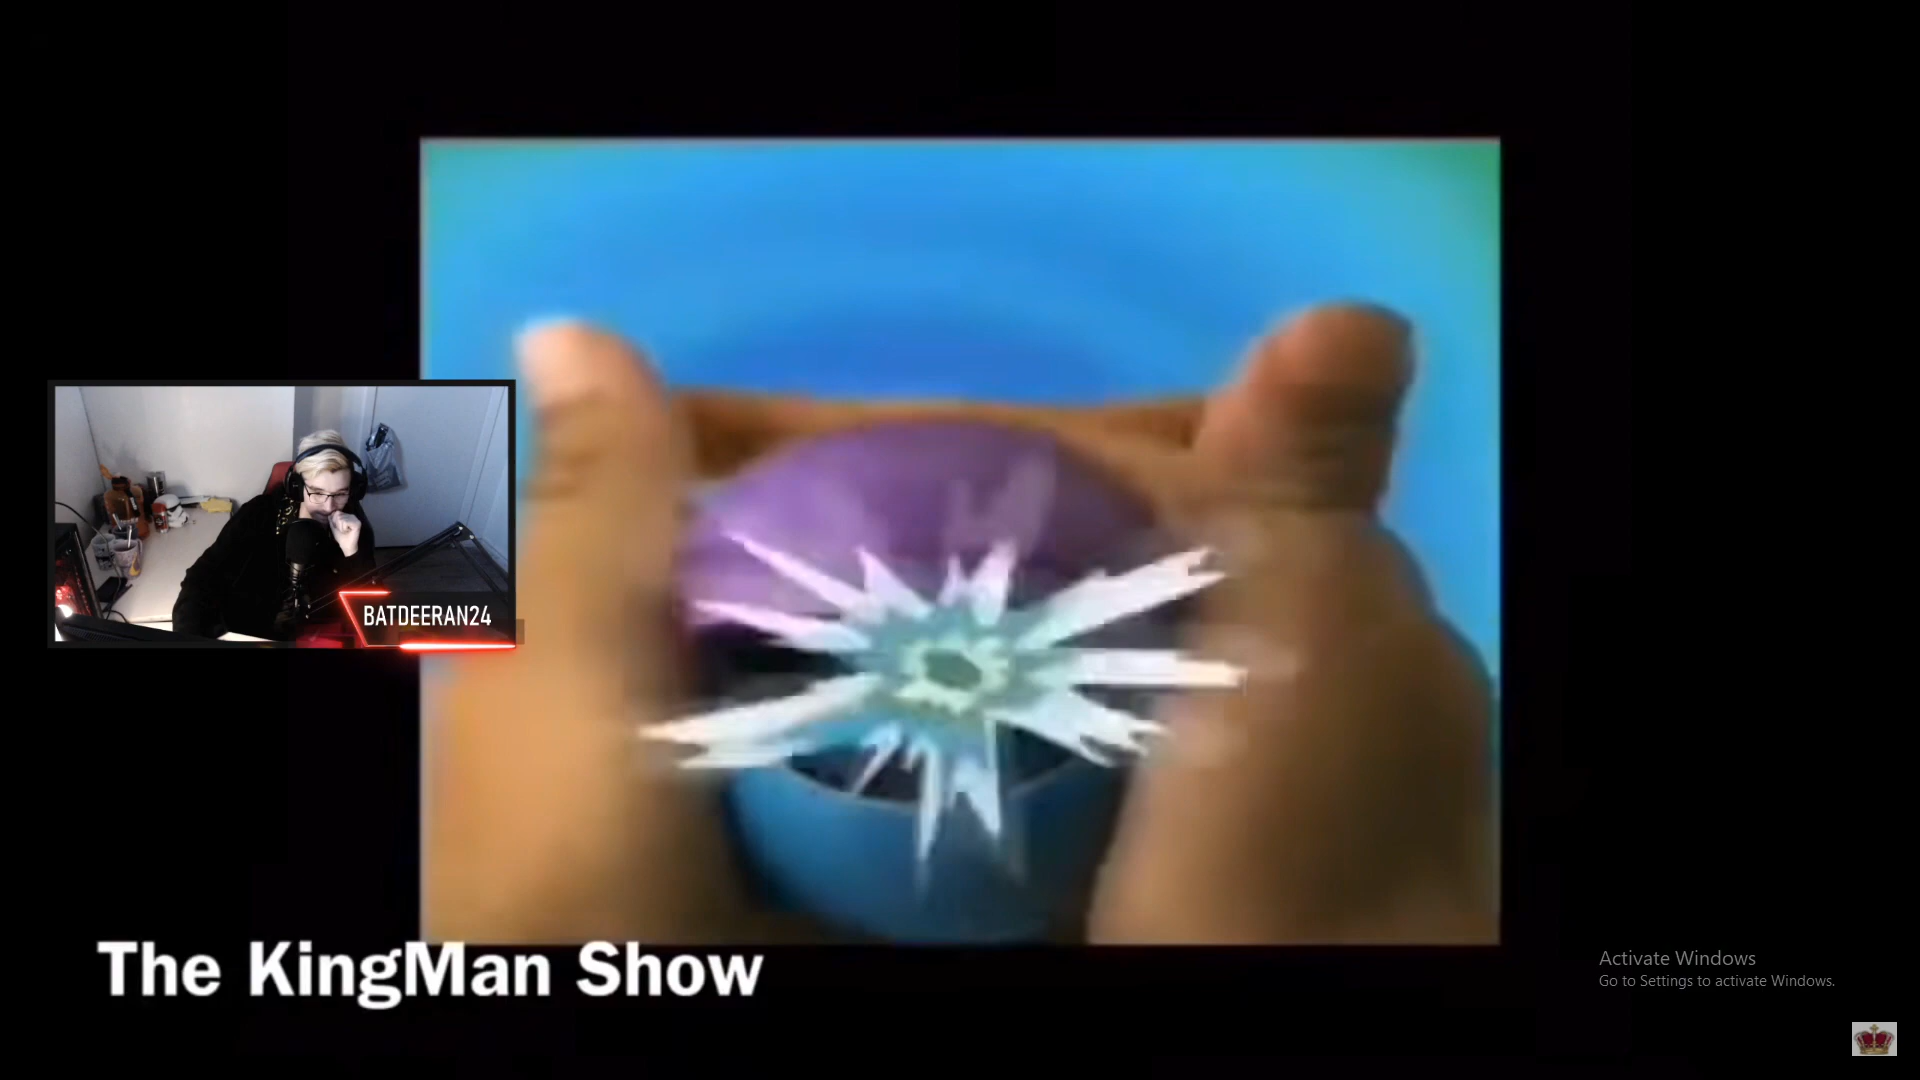 BATDEERAN24
The KingMan Show
Activate Windows
Go to Settings to activate Windows.